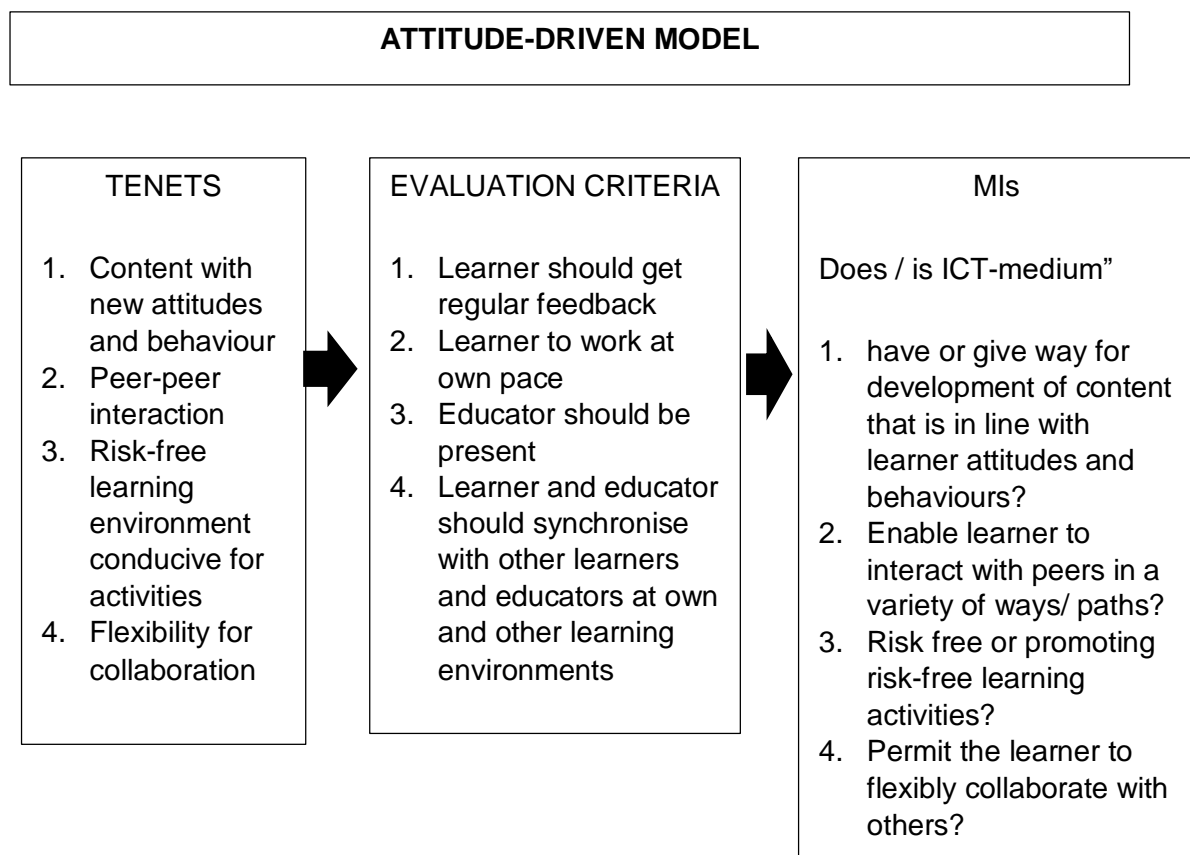 ATTITUDE-DRIVEN MODEL
TENETS
1. Content with
new attitudes
and behaviour
2. Peer-peer
interaction
3. Risk-free
learning
environment
conducive for
activities
4. Flexibility for
collaboration
EVALUATION CRITERIA
1. Learner should get
regular feedback
2. Learner to work at
own pace
3. Educator should be
present
4. Learner and educator
should synchronise
with other learners
and educators at own
and other learning
environments
MIs
Does / is ICT-medium”
1. have or give way for
development of content
that is in line with
learner attitudes and
behaviours?
2. Enable learner to
interact with peers in a
variety of ways/ paths?
3. Risk free or promoting
risk-free learning
activities?
4. Permit the learner to
flexibly collaborate with
others?